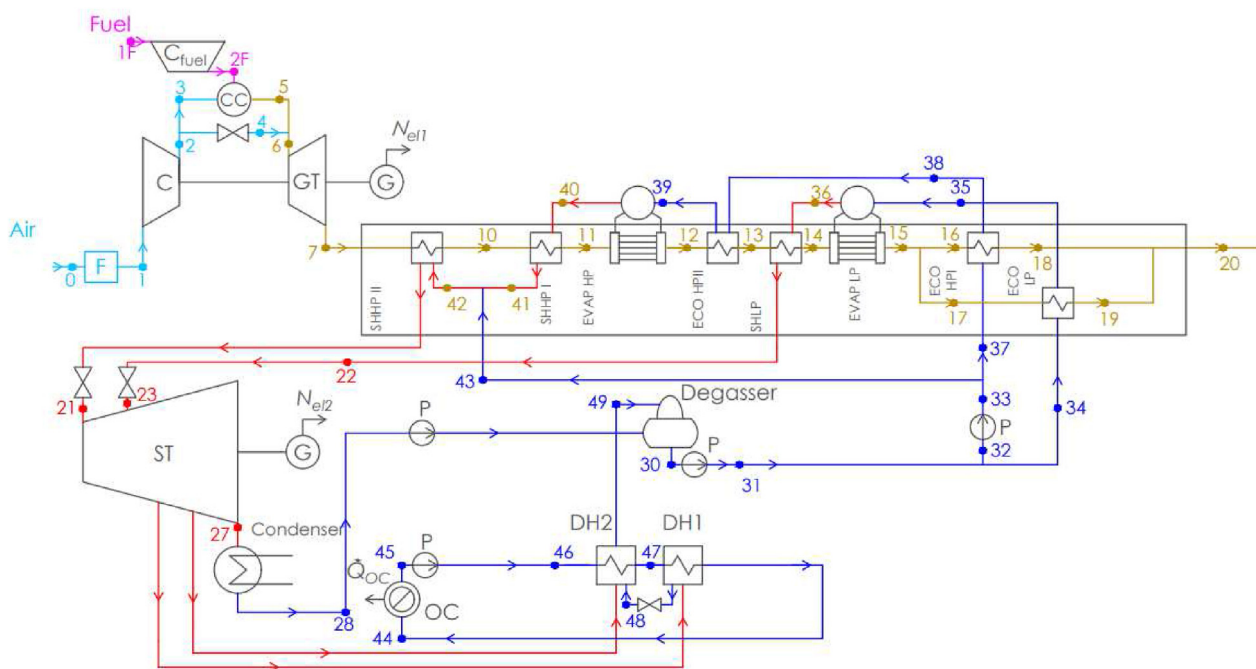 Fuel
1F
C_fuel
2F
3
CC
5
4
2
6
N_el1
C
GT
G
Air
0
F
1
7
10
40
11
39
12
13
36
14
38
35
15
16
18
20
42
41
17
19
SHHP II
SHHP I
EVAP HP
ECO HPII
SHLP
EVAP LP
ECO HPI
ECO LP
22
37
21
23
43
49
Degasser
33
34
N_el2
P
P
ST
G
P
30
32
31
27
Condenser
DH2
DH1
45
P
46
47
Q̇_OC
28
OC
48
44